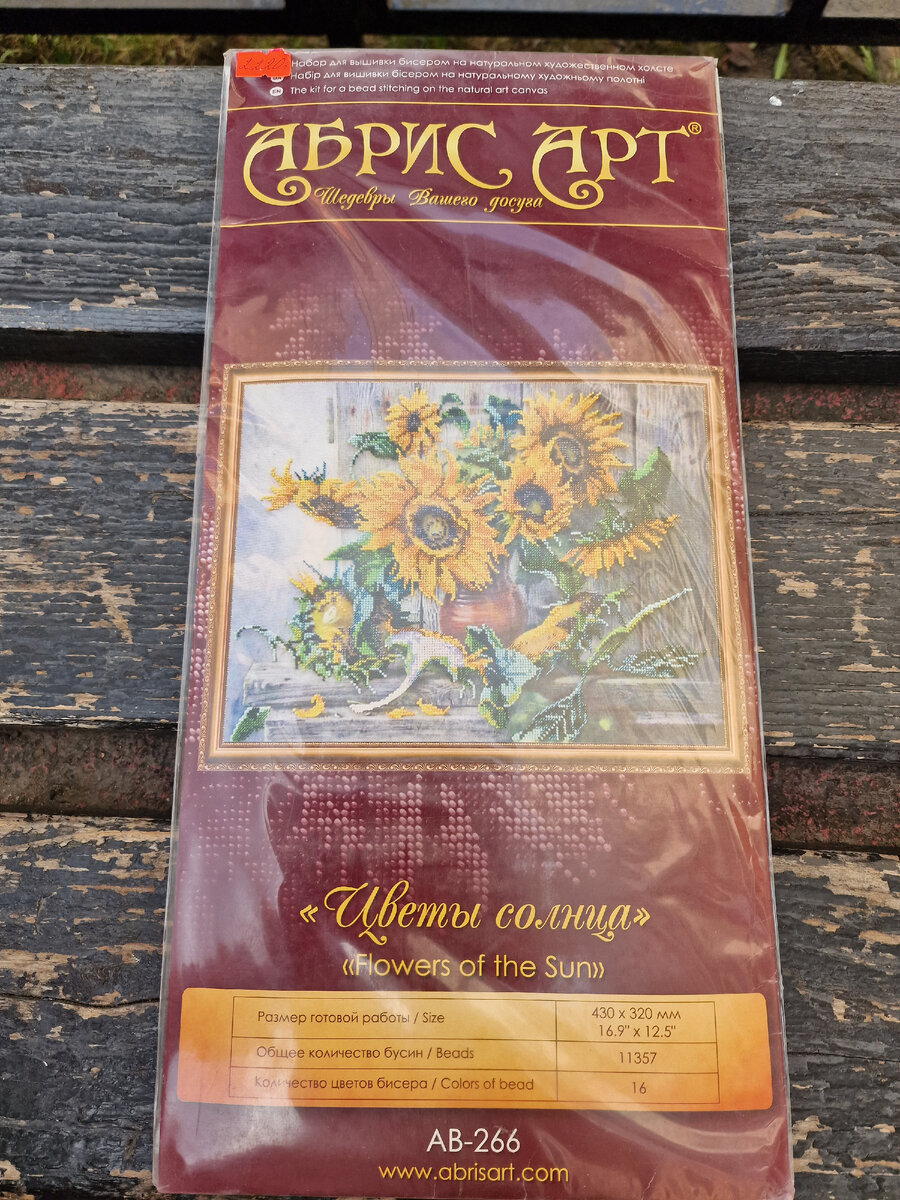 Набор для вышивки бисером на натуральном художественном холсте
Набір для вишивки бісером на натуральному художньому полотні
EN The kit for a bead stitching on the natural art canvas
АБРИС АРТ®
Шедевры Вашего досуга
«Цветы солнца»
«Flowers of the Sun»
Размер готовой работы / Size
430 x 320 мм
16.9" x 12.5"
Общее количество бусин / Beads
11357
Количество цветов бисера / Colors of bead
16
AB-266
www.abrisart.com